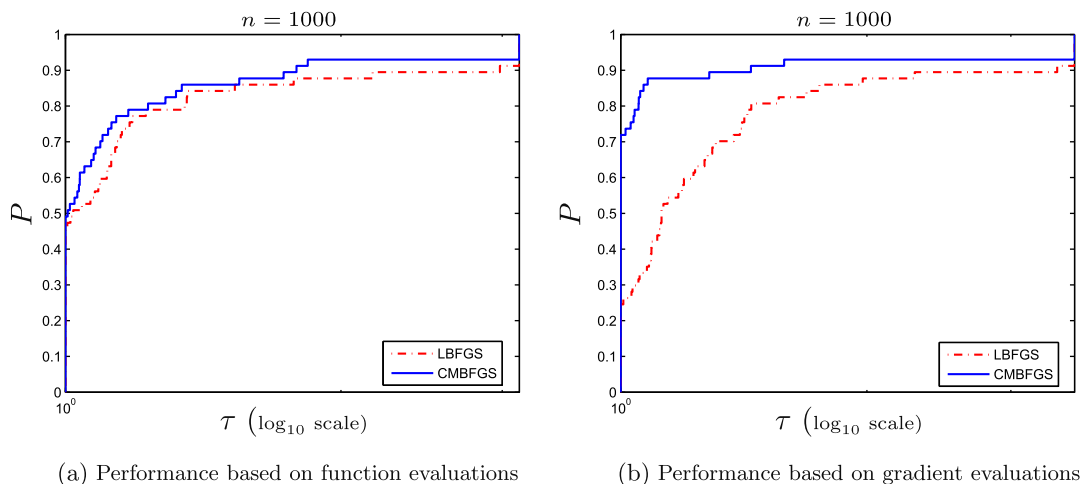 n = 1000
1
0.9
0.8
0.7
0.6
0.5
0.4
0.3
0.2
0.1
0
P
10^0
LBFGS
CMBFGS
τ (log₁₀ scale)
(a) Performance based on function evaluations
n = 1000
1
0.9
0.8
0.7
0.6
0.5
0.4
0.3
0.2
0.1
0
P
10^0
LBFGS
CMBFGS
τ (log₁₀ scale)
(b) Performance based on gradient evaluations